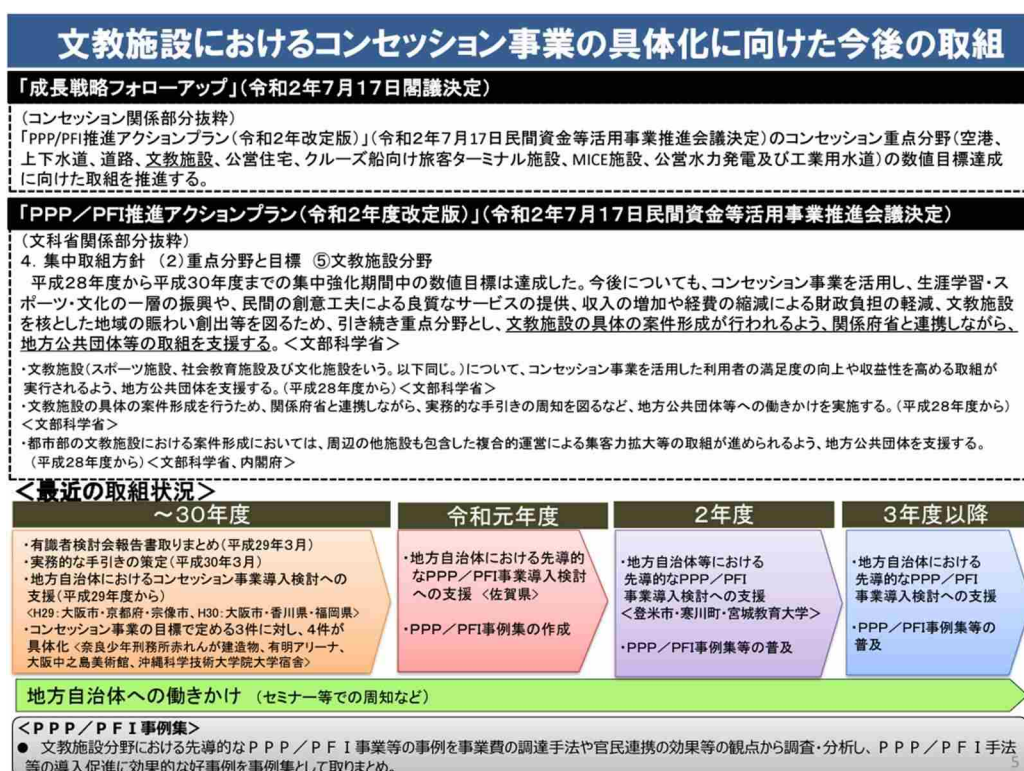 文教施設におけるコンセッション事業の具体化に向けた今後の取組
「成長戦略フォローアップ」(令和2年7月17日閣議決定)
(コンセッション関係部分抜粋)
「PPP/PFI推進アクションプラン(令和2年改定版)」(令和2年7月17日民間資金等活用事業推進会議決定)のコンセッション重点分野(空港、
上下水道、道路、文教施設、公営住宅、クルーズ船向け旅客ターミナル施設、MICE施設、公営水力発電及び工業用水道)の数値目標達成
に向けた取組を推進する。
「PPP/PFI推進アクションプラン(令和2年度改定版)」(令和2年7月17日民間資金等活用事業推進会議決定)
(文科省関係部分抜粋)
4.集中取組方針 (2)重点分野と目標 ⑤文教施設分野
平成28年度から平成30年度までの集中強化期間中の数値目標は達成した。今後についても、コンセッション事業を活用し、生涯学習・ス
ポーツ・文化の一層の振興や、民間の創意工夫による良質なサービスの提供、収入の増加や経費の縮減による財政負担の軽減、文教施設
を核とした地域の賑わい創出等を図るため、引き続き重点分野とし、文教施設の具体の案件形成が行われるよう、関係府省と連携しながら、
地方公共団体等の取組を支援する。<文部科学省>
・文教施設(スポーツ施設、社会教育施設及び文化施設をいう。以下同じ。)について、コンセッション事業を活用した利用者の満足度の向上や収益性を高める取組が
実行されるよう、地方公共団体を支援する。(平成28年度から)<文部科学省>
・文教施設の具体の案件形成を行うため、関係府省と連携しながら、実務的な手引きの周知を図るなど、地方公共団体等への働きかけを実施する。(平成28年度から)
<文部科学省>
・都市部の文教施設における案件形成においては、周辺の他施設も包含した複合的運営による集客力拡大等の取組が進められるよう、地方公共団体を支援する。
(平成28年度から)<文部科学省、内閣府>
<最近の取組状況>
~30年度
・有識者検討会報告書取りまとめ(平成29年3月)
・実務的な手引きの策定(平成30年3月)
・地方自治体におけるコンセッション事業導入検討への
支援(平成29年度から)
<H29:大阪市・京都府・宗像市、H30:大阪市・香川県・福岡県>
・コンセッション事業の目標で定める3件に対し、4件が
具体化<奈良少年刑務所赤れんが建造物、有明アリーナ、
大阪中之島美術館、沖縄科学技術大学院大学宿舎>
令和元年度
・地方自治体における先導的
なPPP/PFI事業導入検討
への支援 <佐賀県>
・PPP/PFI事例集の作成
2年度
・地方自治体等における
先導的なPPP/PFI
事業導入検討への支援
<登米市・寒川町・宮城教育大学>
・PPP/PFI事例集等の普及
3年度以降
・地方自治体における
先導的なPPP/PFI
事業導入検討への支援
・PPP/PFI事例集等の
普及
地方自治体への働きかけ (セミナー等での周知など)
<PPP/PFI事例集>
● 文教施設分野における先導的なPPP/PFI事業等の事例を事業費の調達手法や官民連携の効果等の観点から調査・分析し、PPP/PFI手法
等の導入促進に効果的な好事例を事例集として取りまとめ。
5